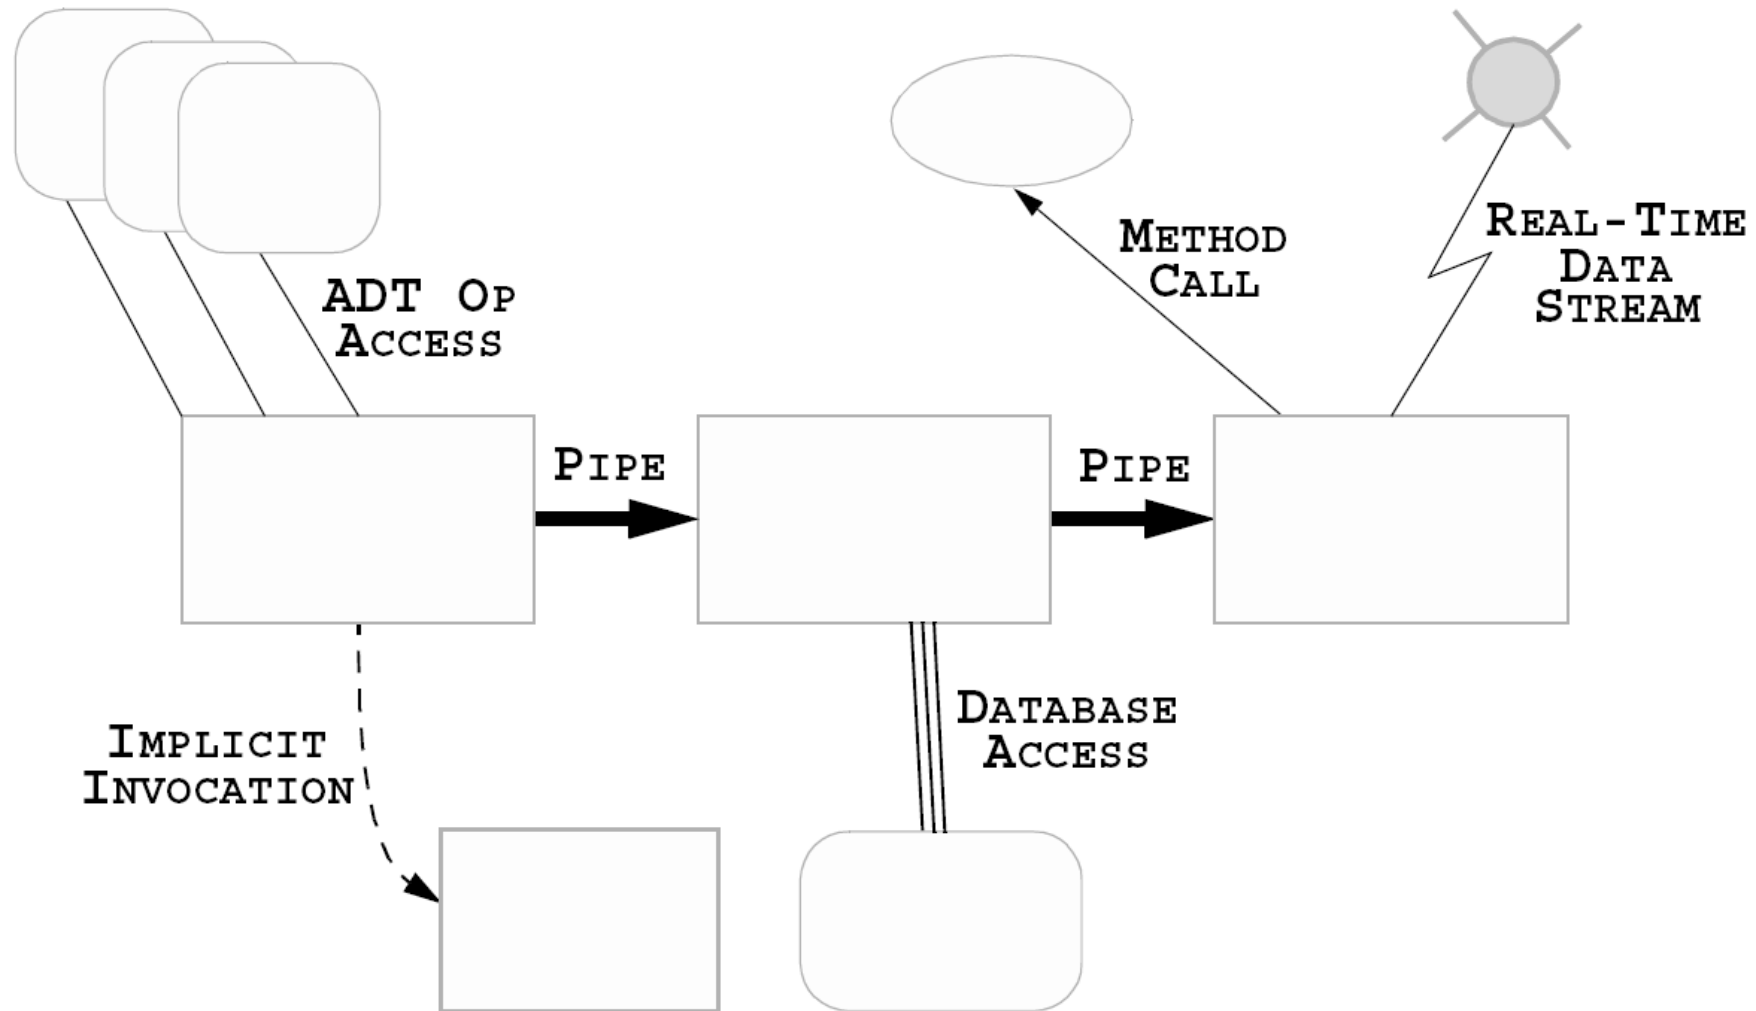 METHOD
CALL
REAL-TIME
DATA
STREAM
ADT OP
ACCESS
PIPE
PIPE
IMPLICIT
INVOCATION
DATABASE
ACCESS